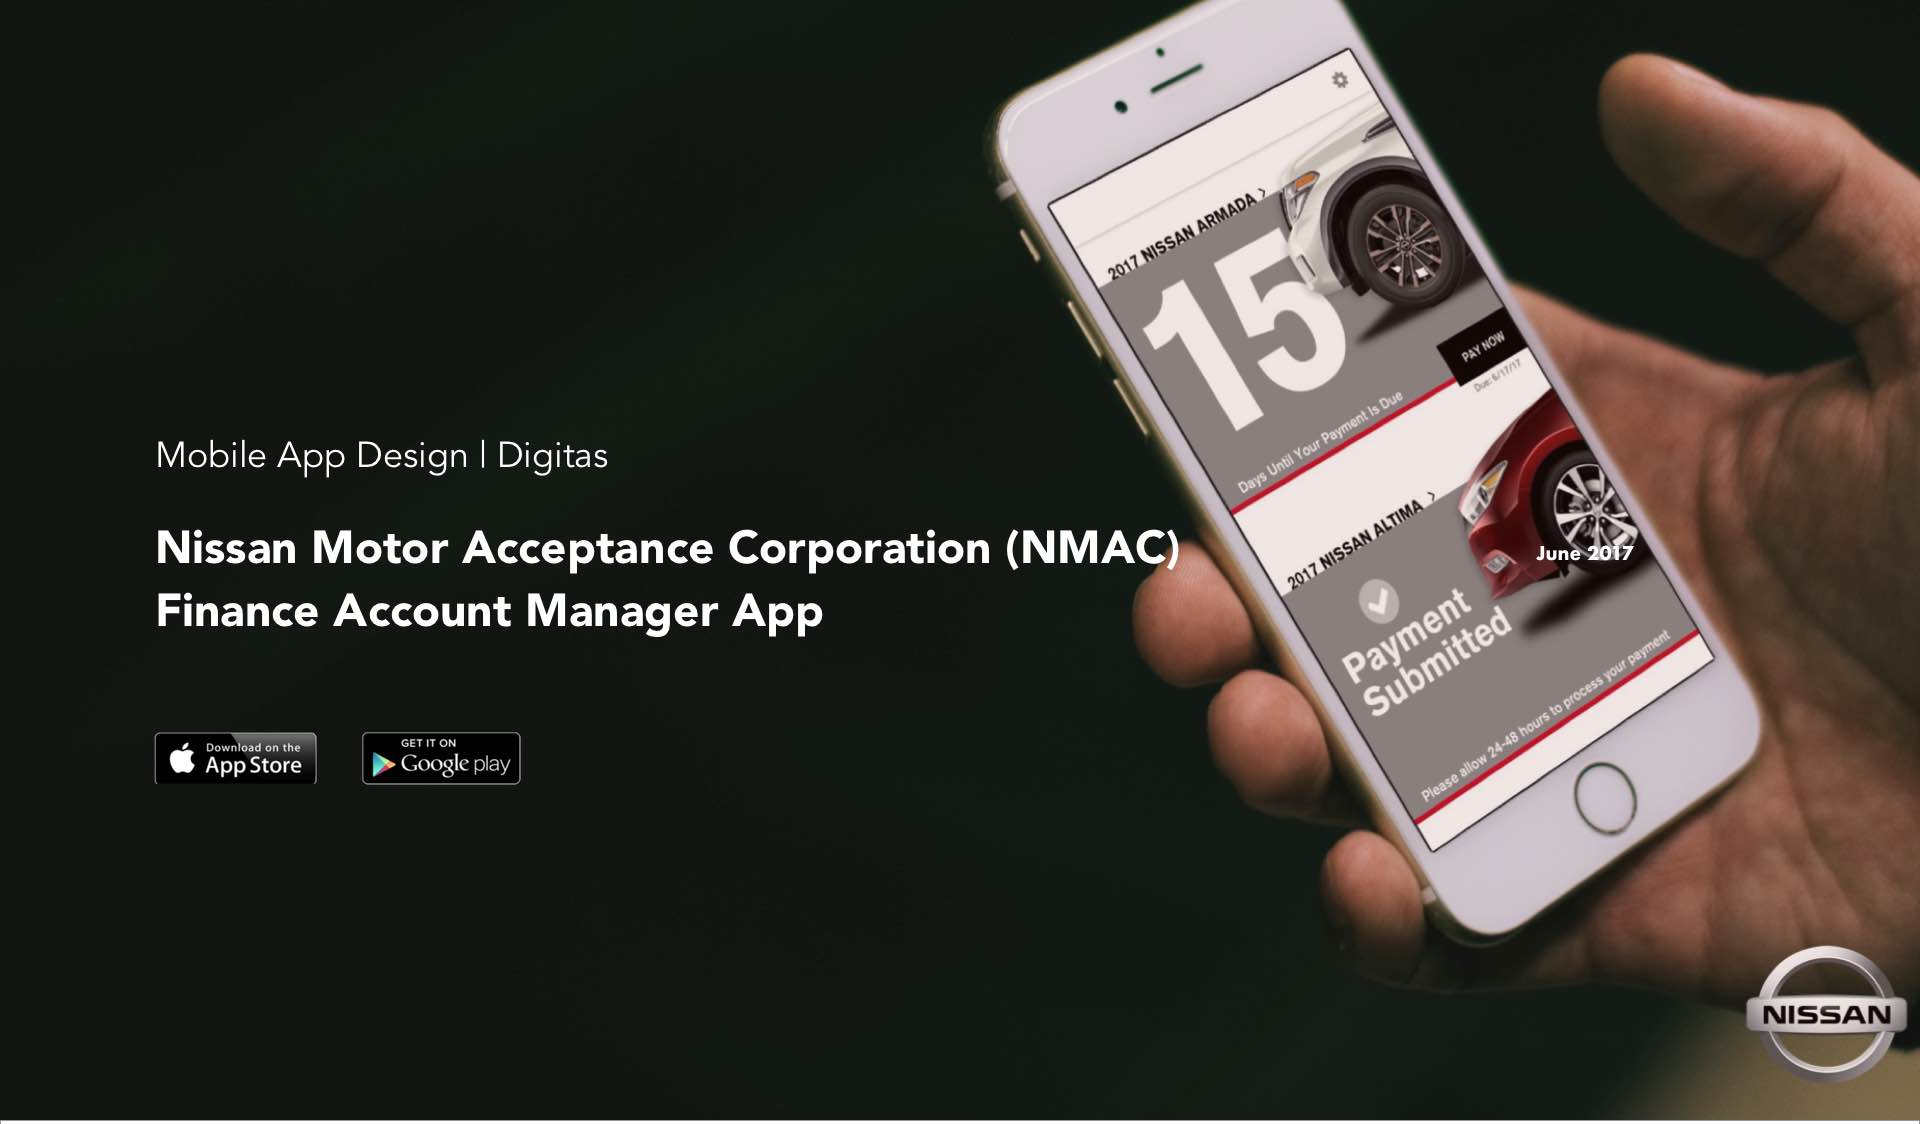 Mobile App Design | Digitas
Nissan Motor Acceptance Corporation (NMAC)
Finance Account Manager App
June 2017
Download on the
App Store
GET IT ON
Google play
2017 NISSAN ARMADA >
15
Days Until Your Payment Is Due
PAY NOW
Due: 6/17/17
2017 NISSAN ALTIMA >
Payment
Submitted
Please allow 24-48 hours to process your payment
NISSAN